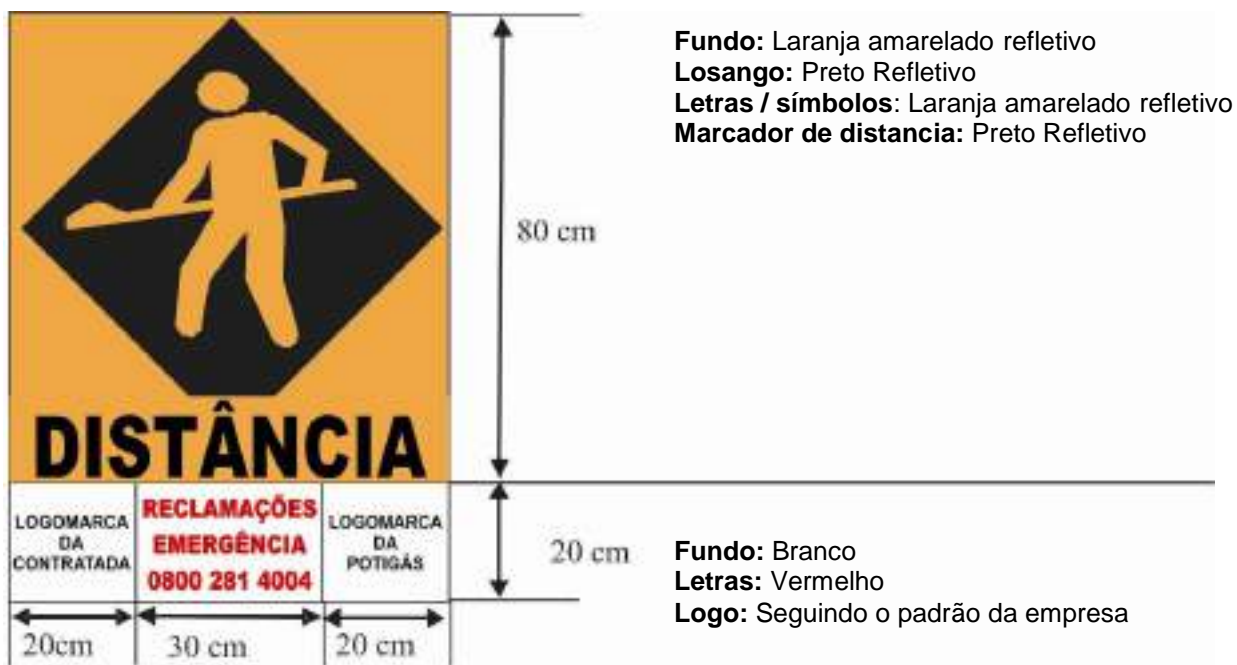 Fundo: Laranja amarelado refletivo
Losango: Preto Refletivo
Letras / símbolos: Laranja amarelado refletivo
Marcador de distancia: Preto Refletivo
80 cm
DISTÂNCIA
LOGOMARCA
DA
CONTRATADA
RECLAMAÇÕES
EMERGÊNCIA
0800 281 4004
LOGOMARCA
DA
POTIGÁS
20 cm
Fundo: Branco
Letras: Vermelho
Logo: Seguindo o padrão da empresa
20cm
30 cm
20 cm